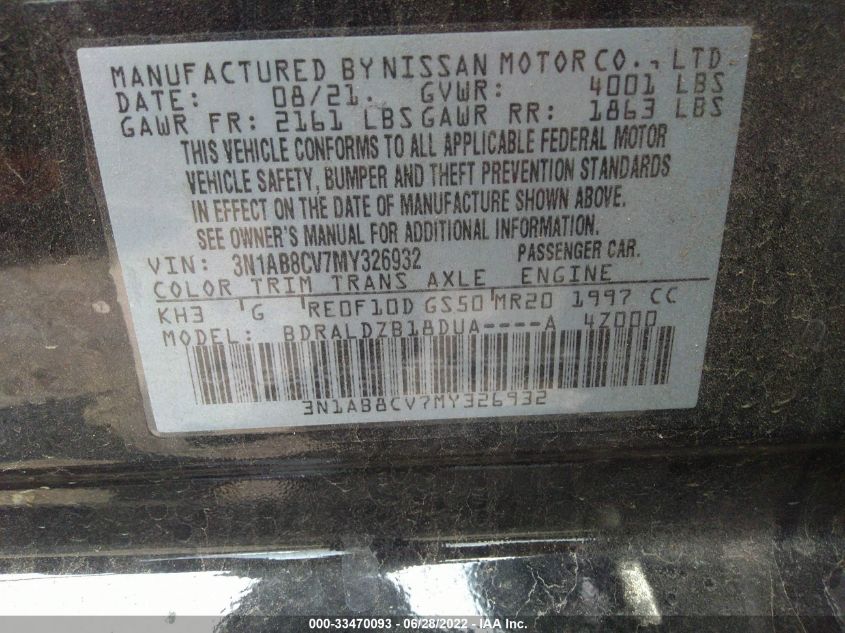 MANUFACTURED BY NISSAN MOTOR CO., LTD.
DATE: 08/21. GVWR: 4001 LBS
GAWR FR: 2161 LBS GAWR RR: 1863 LBS
THIS VEHICLE CONFORMS TO ALL APPLICABLE FEDERAL MOTOR
VEHICLE SAFETY, BUMPER AND THEFT PREVENTION STANDARDS
IN EFFECT ON THE DATE OF MANUFACTURE SHOWN ABOVE.
SEE OWNER'S MANUAL FOR ADDITIONAL INFORMATION.
VIN: 3N1AB8CV7MY326932 PASSENGER CAR.
COLOR TRIM TRANS AXLE ENGINE
KH3 G RE0F10D GS50 MR20 1997 CC
MODEL: BDRALDZB18DUA----A 4Z000
3N1AB8CV7MY326932
000-33470093 - 06/28/2022 - © IAA Inc.